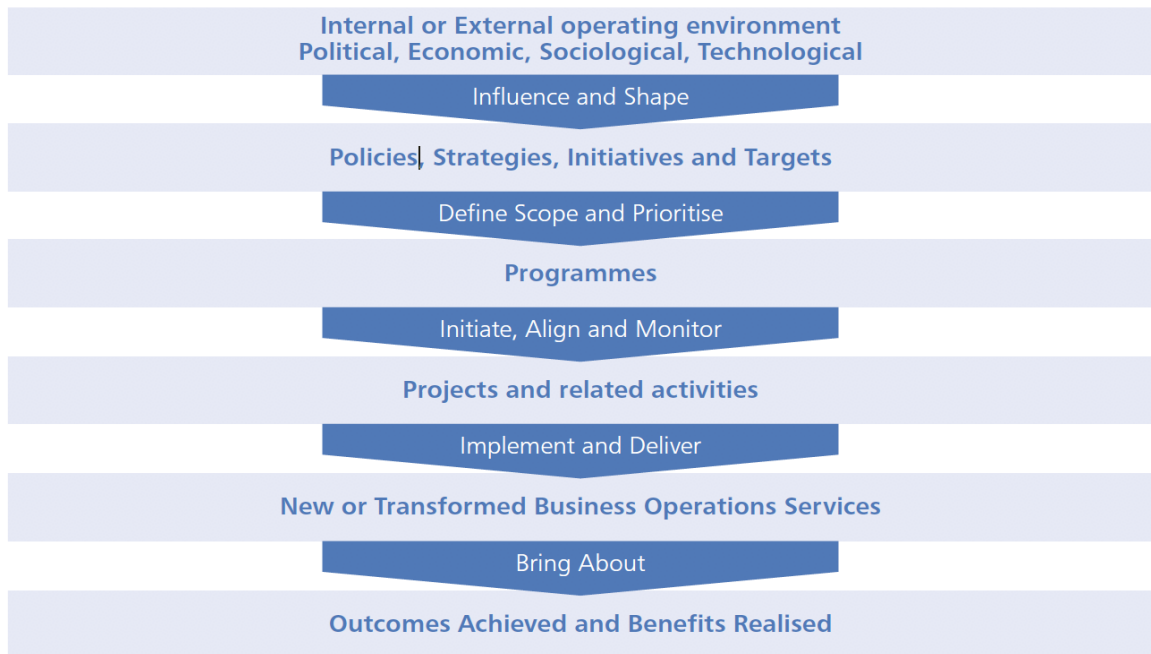 Internal or External operating environment
Political, Economic, Sociological, Technological
Influence and Shape
Policies, Strategies, Initiatives and Targets
Define Scope and Prioritise
Programmes
Initiate, Align and Monitor
Projects and related activities
Implement and Deliver
New or Transformed Business Operations Services
Bring About
Outcomes Achieved and Benefits Realised